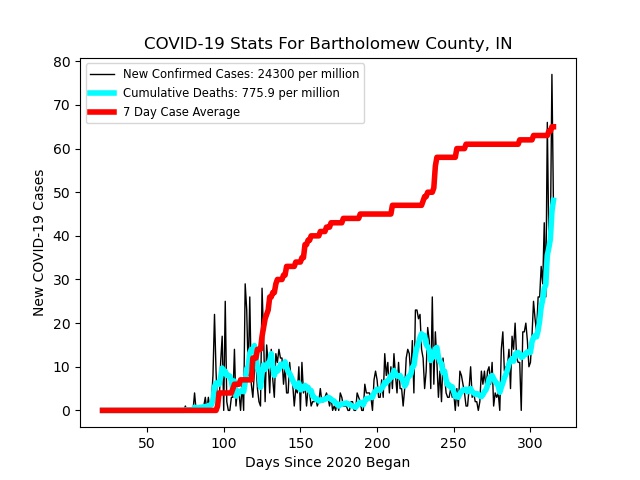 COVID-19 Stats For Bartholomew County, IN
New Confirmed Cases: 24300 per million
Cumulative Deaths: 775.9 per million
7 Day Case Average
New COVID-19 Cases
80
70
60
50
40
30
20
10
0
50
100
150
200
250
300
Days Since 2020 Began